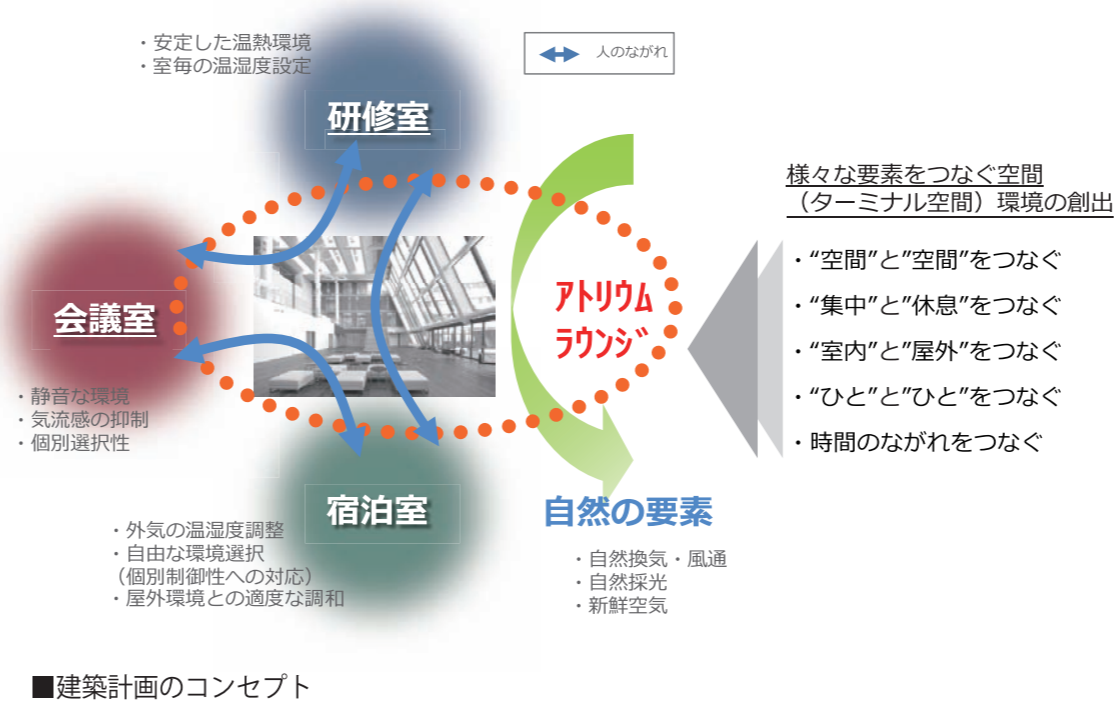 ・安定した温熱環境
・室毎の温湿度設定
人のながれ
研修室
様々な要素をつなぐ空間
（ターミナル空間）環境の創出
・“空間”と”空間”をつなぐ
・“集中”と”休息”をつなぐ
・“室内”と”屋外”をつなぐ
・“ひと”と”ひと”をつなぐ
・時間のながれをつなぐ
アトリウム
ラウンジ
会議室
・静音な環境
・気流感の抑制
・個別選択性
宿泊室
・外気の温湿度調整
・自由な環境選択
（個別制御性への対応）
・屋外環境との適度な調和
自然の要素
・自然換気・風通
・自然採光
・新鮮空気
■建築計画のコンセプト